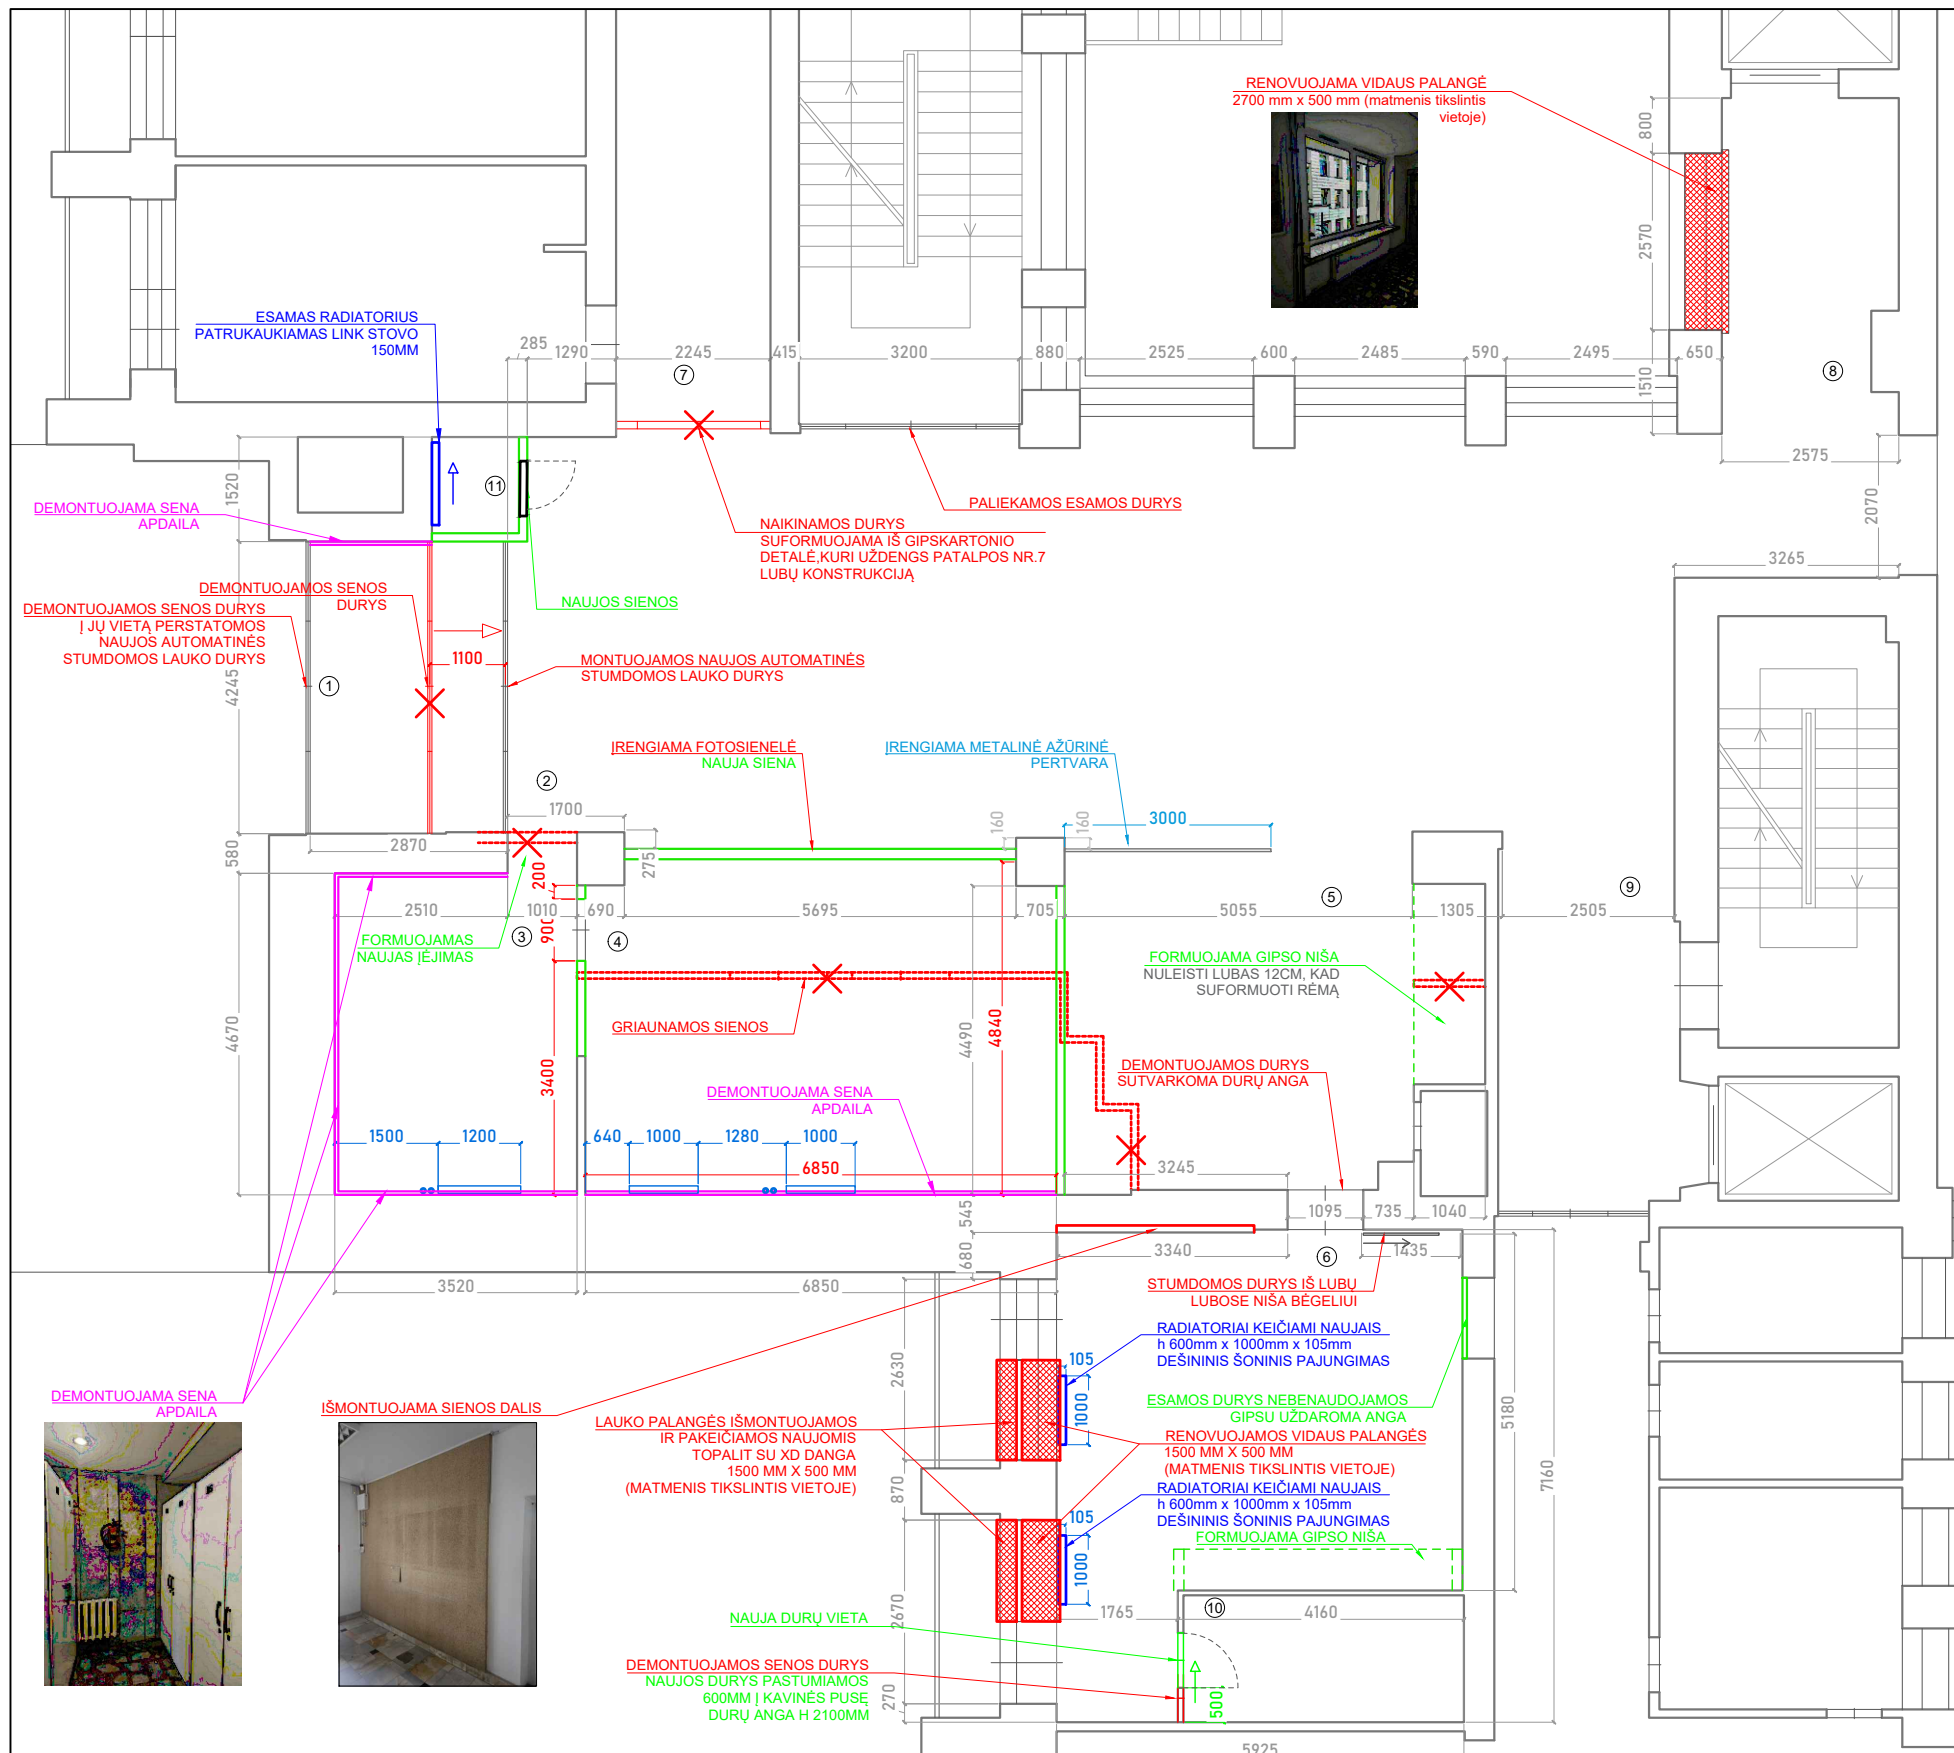 RENOVUOJAMA VIDAUS PALANGĖ
2700 mm x 500 mm (matmenis tikslintis
vietoje)
800
2570
1510
ESAMAS RADIATORIUS
PATRUKAUKIAMAS LINK STOVO
150MM
285
1290
2245
415
3200
880
2525
600
2485
590
2495
650
7
8
2575
2070
1520
11
DEMONTUOJAMA SENA
APDAILA
PALIEKAMOS ESAMOS DURYS
NAIKINAMOS DURYS
SUFORMUOJAMA IŠ GIPSKARTONIO
DETALĖ,KURI UŽDENGS PATALPOS NR.7
LUBŲ KONSTRUKCIJĄ
3265
DEMONTUOJAMOS SENOS
DURYS
NAUJOS SIENOS
DEMONTUOJAMOS SENOS DURYS
Į JŲ VIETĄ PERSTATOMOS
NAUJOS AUTOMATINĖS
STUMDOMOS LAUKO DURYS
1100
MONTUOJAMOS NAUJOS AUTOMATINĖS
STUMDOMOS LAUKO DURYS
4245
1
ĮRENGIAMA FOTOSIENELĖ
NAUJA SIENA
ĮRENGIAMA METALINĖ AŽŪRINĖ
PERTVARA
2
1700
160
160
3000
580
2870
275
200
9
2510
1010
690
5695
705
5055
5
1305
2505
900
3
4
FORMUOJAMAS
NAUJAS ĮĖJIMAS
FORMUOJAMA GIPSO NIŠA
NULEISTI LUBAS 12CM, KAD
SUFORMUOTI RĖMĄ
4670
GRIAUNAMOS SIENOS
4490
4840
3400
DEMONTUOJAMOS DURYS
SUTVARKOMA DURŲ ANGA
DEMONTUOJAMA SENA
APDAILA
1500
1200
640
1000
1280
1000
6850
3245
545
1095
735
1040
680
3340
6
1435
3520
6850
STUMDOMOS DURYS IŠ LUBŲ
LUBOSE NIŠA BĖGELIUI
RADIATORIAI KEIČIAMI NAUJAIS
h 600mm x 1000mm x 105mm
DEŠININIS ŠONINIS PAJUNGIMAS
2630
105
1000
DEMONTUOJAMA SENA
APDAILA
IŠMONTUOJAMA SIENOS DALIS
ESAMOS DURYS NEBENAUDOJAMOS
GIPSU UŽDAROMA ANGA
5180
LAUKO PALANGĖS IŠMONTUOJAMOS
IR PAKEIČIAMOS NAUJOMIS
TOPALIT SU XD DANGA
1500 MM X 500 MM
(MATMENIS TIKSLINTIS VIETOJE)
RENOVUOJAMOS VIDAUS PALANGĖS
1500 MM X 500 MM
(MATMENIS TIKSLINTIS VIETOJE)
7160
870
RADIATORIAI KEIČIAMI NAUJAIS
h 600mm x 1000mm x 105mm
DEŠININIS ŠONINIS PAJUNGIMAS
105
FORMUOJAMA GIPSO NIŠA
1000
2670
1765
10
4160
NAUJA DURŲ VIETA
DEMONTUOJAMOS SENOS DURYS
NAUJOS DURYS PASTUMIAMOS
600MM Į KAVINĖS PUSĘ
DURŲ ANGA H 2100MM
270
500
5925